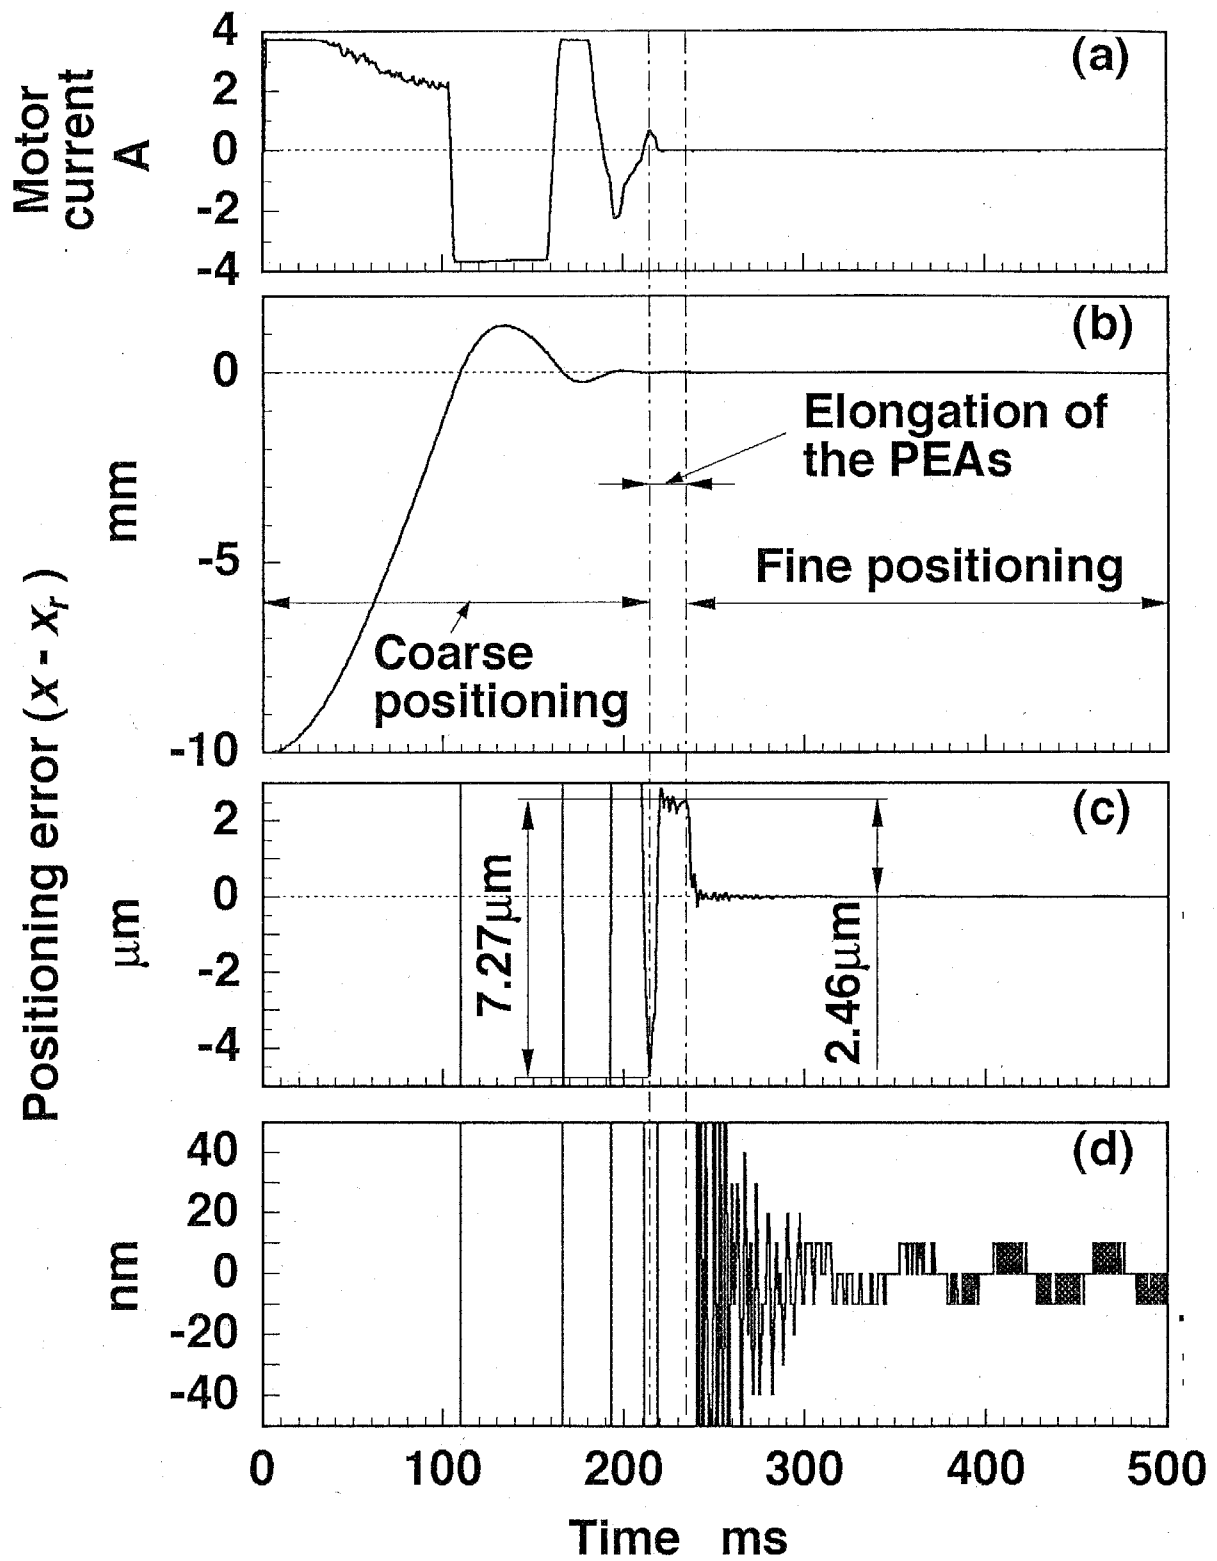 Motor
current
A
4
2
0
-2
-4
(a)
Positioning error (x - xr)
mm
0
-5
-10
(b)
Elongation of
the PEAs
Fine positioning
Coarse
positioning
μm
2
0
-2
-4
(c)
7.27μm
2.46μm
nm
40
20
0
-20
-40
(d)
0 100 200 300 400 500
Time ms